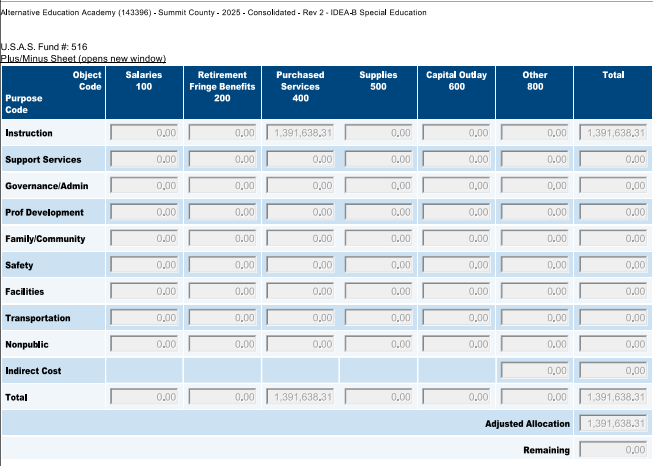 Alternative Education Academy (143396) - Summit County - 2025 - Consolidated - Rev 2 - IDEA-B Special Education
U.S.A.S. Fund #: 516
Plus/Minus Sheet (opens new window)
Object Code Purpose Code Salaries 100 Retirement Fringe Benefits 200 Purchased Services 400 Supplies 500 Capital Outlay 600 Other 800 Total
Instruction 0.00 0.00 1,391,638.31 0.00 0.00 0.00 1,391,638.31
Support Services 0.00 0.00 0.00 0.00 0.00 0.00 0.00
Governance/Admin 0.00 0.00 0.00 0.00 0.00 0.00 0.00
Prof Development 0.00 0.00 0.00 0.00 0.00 0.00 0.00
Family/Community 0.00 0.00 0.00 0.00 0.00 0.00 0.00
Safety 0.00 0.00 0.00 0.00 0.00 0.00 0.00
Facilities 0.00 0.00 0.00 0.00 0.00 0.00 0.00
Transportation 0.00 0.00 0.00 0.00 0.00 0.00 0.00
Nonpublic 0.00 0.00 0.00 0.00 0.00 0.00 0.00
Indirect Cost 0.00 0.00
Total 0.00 0.00 1,391,638.31 0.00 0.00 0.00 1,391,638.31
Adjusted Allocation 1,391,638.31
Remaining 0.00